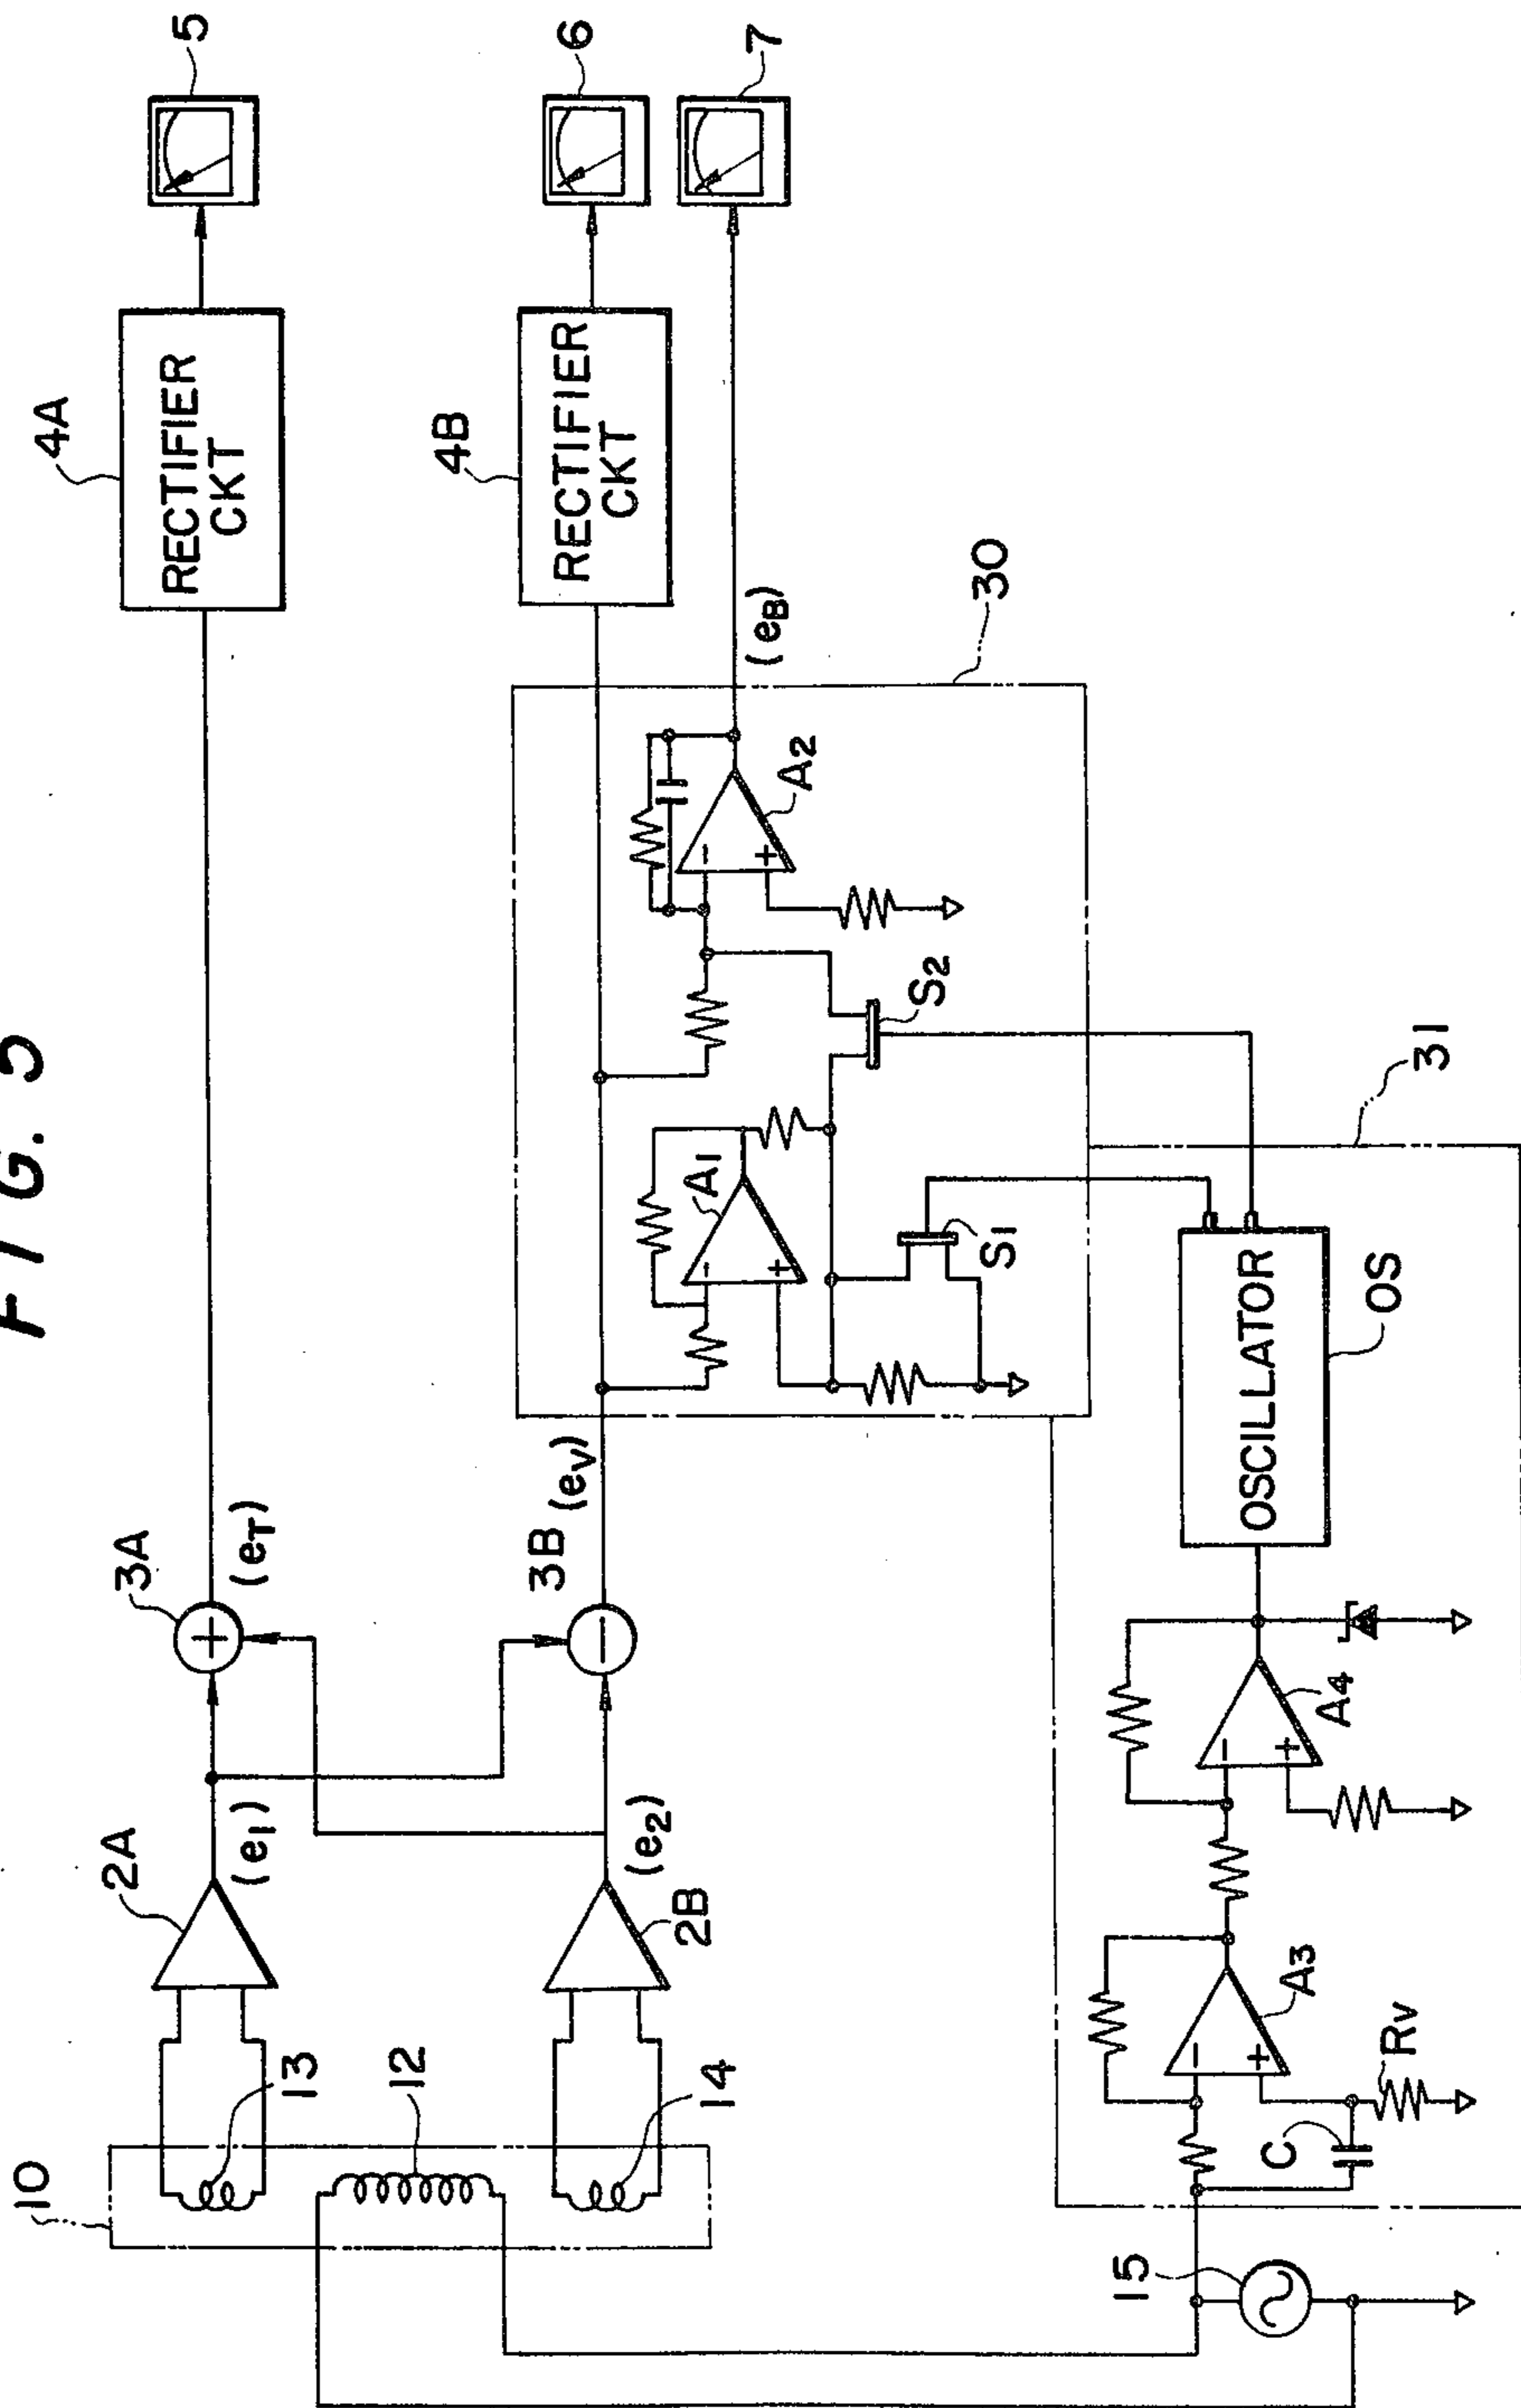 FIG.
10
13
12
14
15
2A
(e1)
2B
(e2)
3A
(eT)
3B
(eV)
4A
RECTIFIER
CKT
4B
RECTIFIER
CKT
5
6
7
(eB)
30
A1
A2
S1
S2
31
OSCILLATOR
OS
A3
A4
C
RV